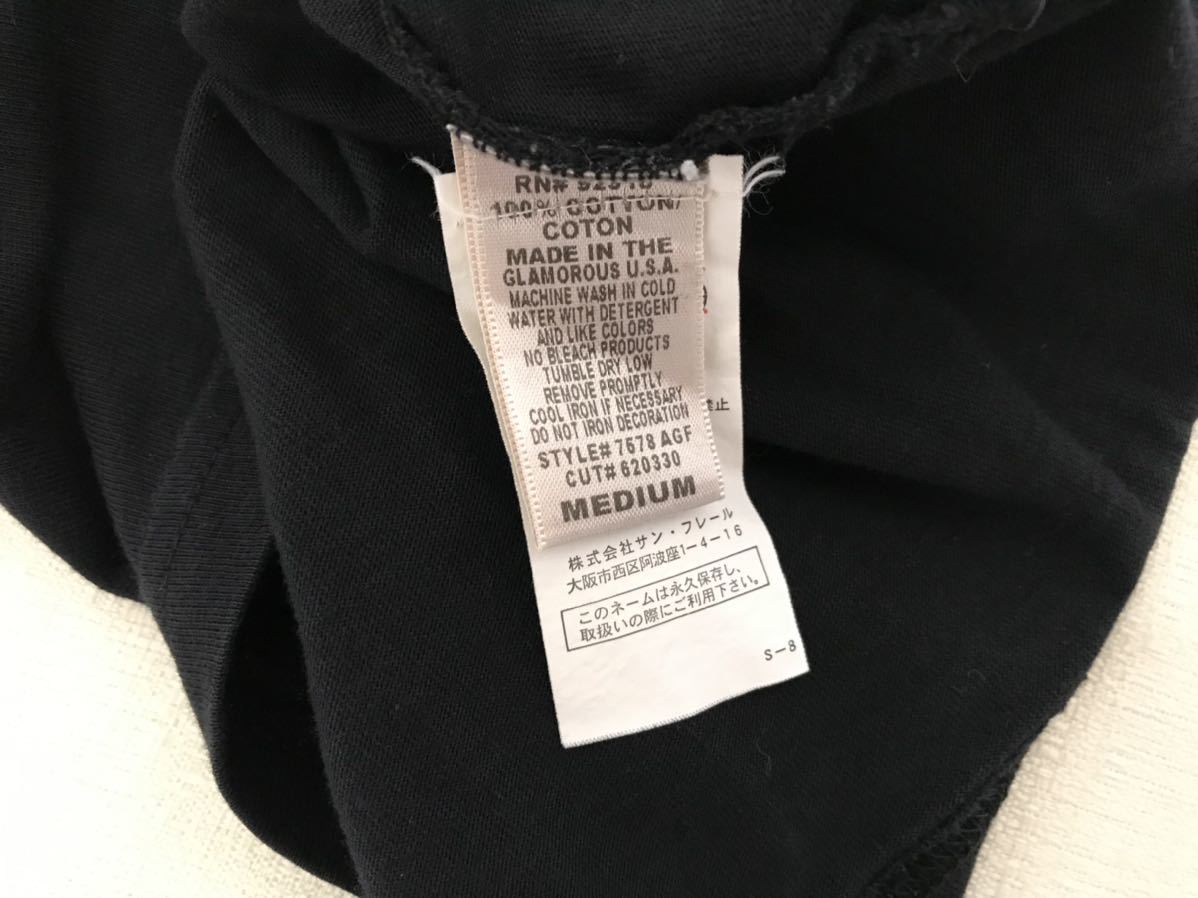 RN#
100% COTTON/
COTON
MADE IN THE
GLAMOROUS U.S.A.
MACHINE WASH IN COLD
WATER WITH DETERGENT
AND LIKE COLORS
NO BLEACH PRODUCTS
TUMBLE DRY LOW
REMOVE PROMPTLY
COOL IRON IF NECESSARY
DO NOT IRON DECORATION
STYLE# 7678 AGF
CUT# 620330
MEDIUM
禁止
株式会社サン・フレール
大阪市西区阿波座1-4-16
このネームは永久保存し、
取扱いの際にご利用下さい。
S-8